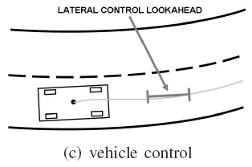 LATERAL CONTROL LOOKAHEAD
(c) vehicle control